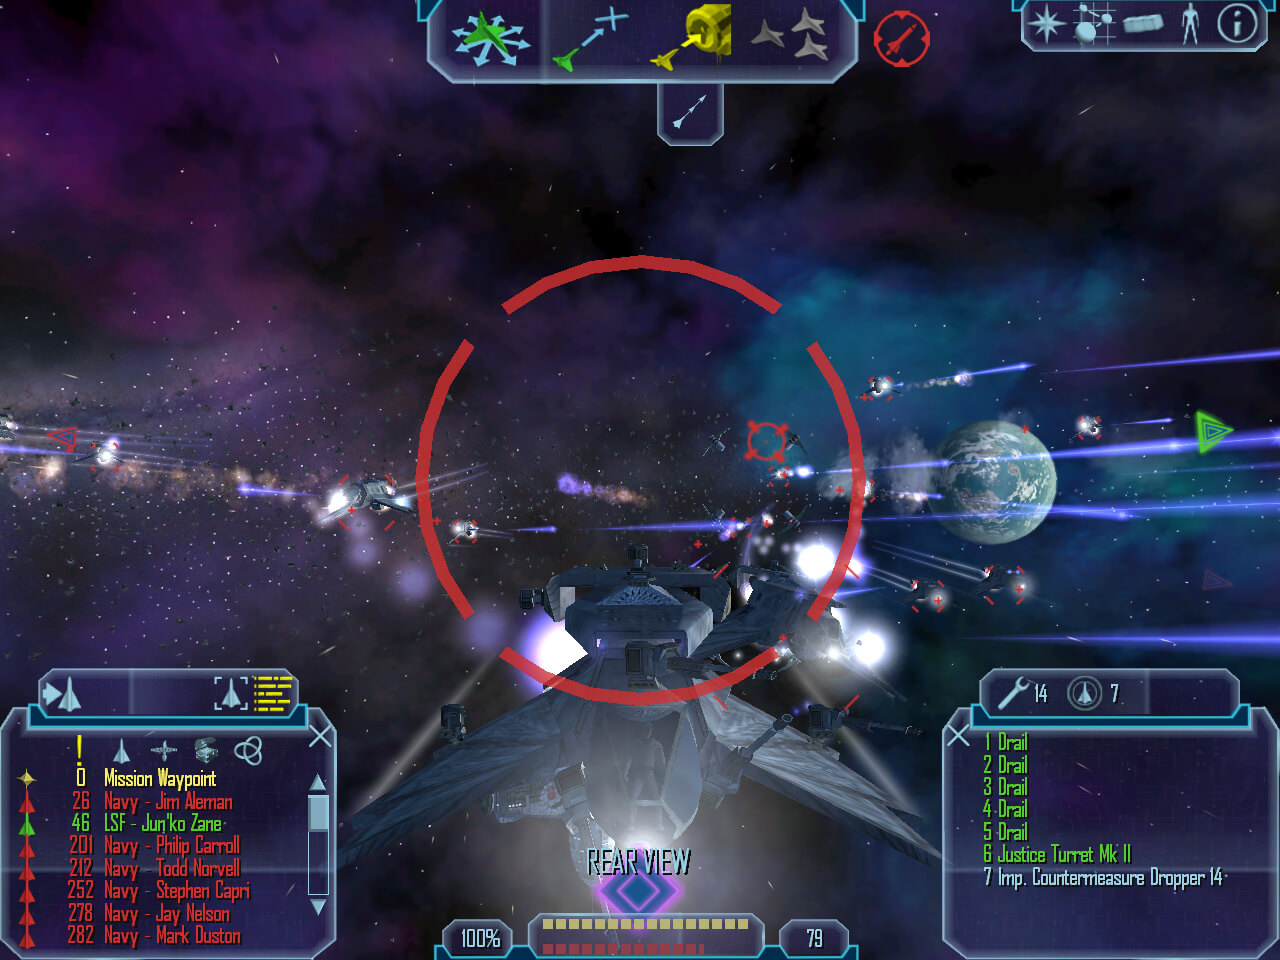 14 7
0 Mission Waypoint
26 Navy - Jim Aleman
46 LSF - Jun'ko Zane
201 Navy - Philip Carroll
212 Navy - Todd Norvell
252 Navy - Stephen Capri
278 Navy - Jay Nelson
282 Navy - Mark Duston
1 Drail
2 Drail
3 Drail
4 Drail
5 Drail
6 Justice Turret Mk II
7 Imp. Countermeasure Dropper 14
REAR VIEW
100% 79